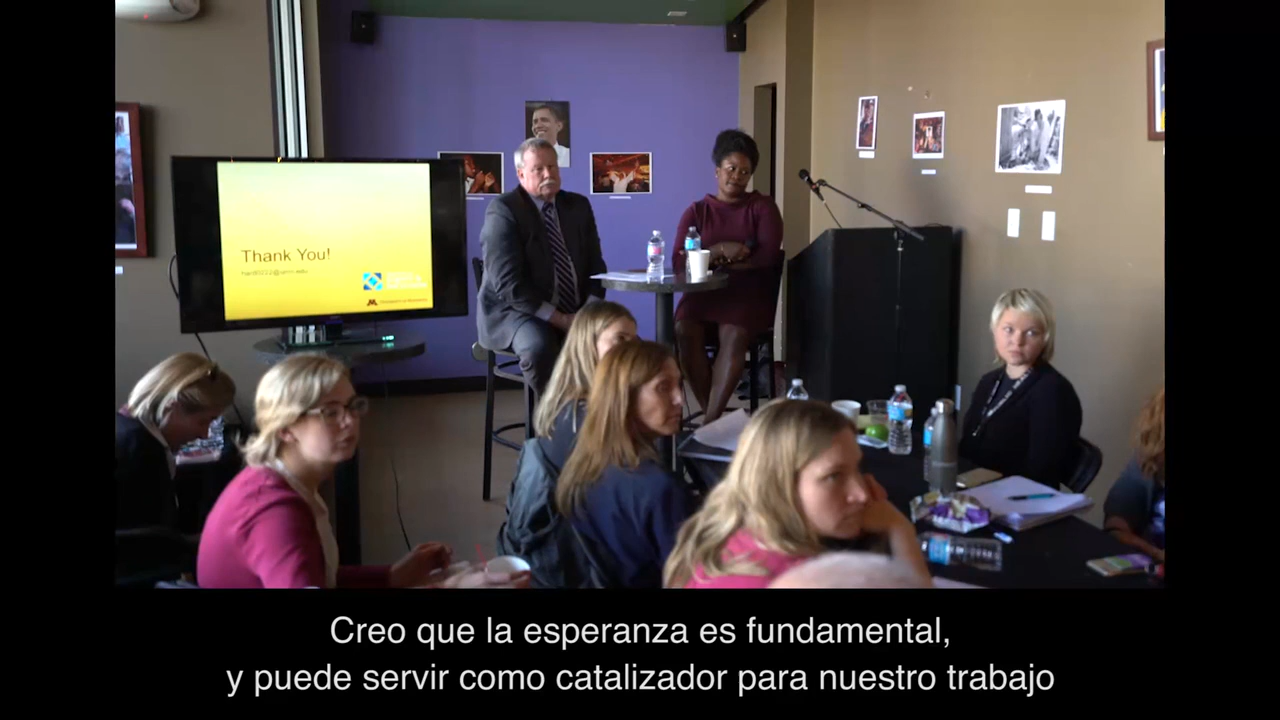 Thank You!
Creo que la esperanza es fundamental,
y puede servir como catalizador para nuestro trabajo